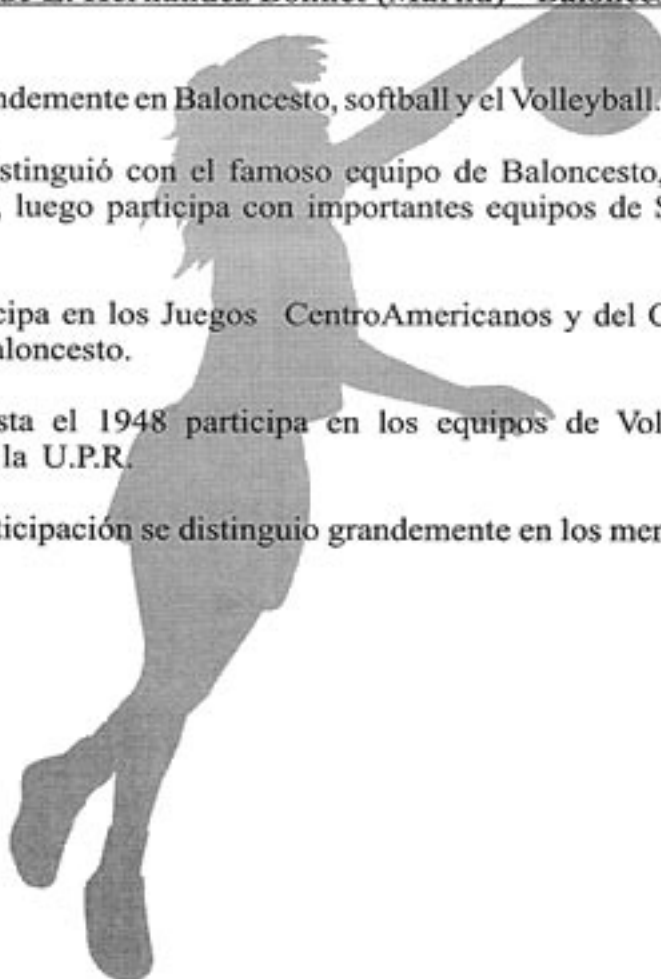 Hernández
ndemente en Baloncesto, softball y el Volleyball.
stinguió con el famoso equipo de Baloncesto,
, luego participa con importantes equipos de S
cipa en los Juegos CentroAmericanos y del C
aloncesto.
sta el 1948 participa en los equipos de Vol
la U.P.R.
ticipación se distinguio grandemente en los men